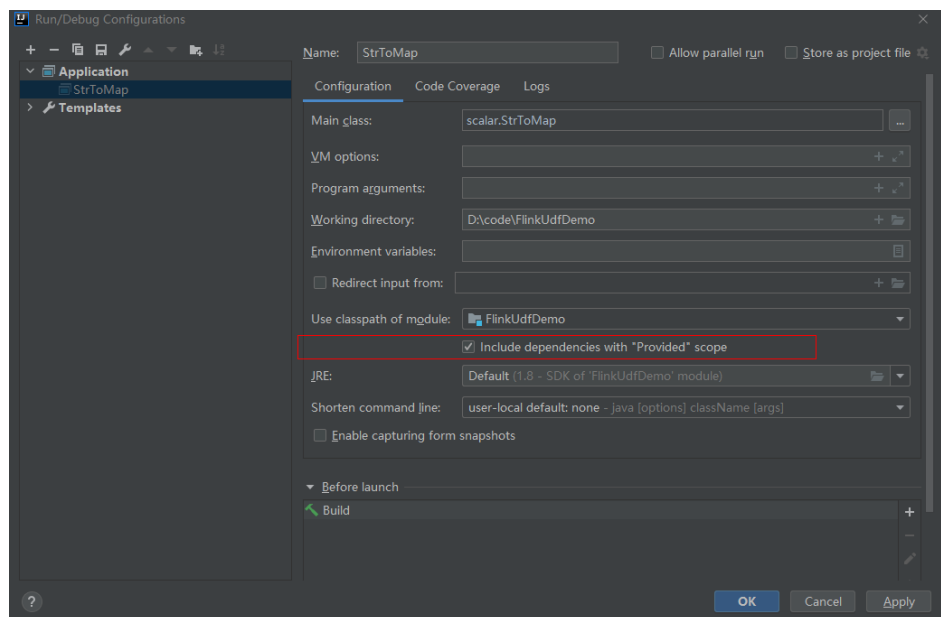 Run/Debug Configurations
Name: StrToMap Allow parallel run Store as project file
Application
StrToMap
Templates
Configuration Code Coverage Logs
Main class: scalar.StrToMap ...
VM options:
Program arguments:
Working directory: D:\code\FlinkUdfDemo
Environment variables:
Redirect input from:
Use classpath of module: FlinkUdfDemo
Include dependencies with "Provided" scope
JRE: Default (1.8 - SDK of 'FlinkUdfDemo' module)
Shorten command line: user-local default: none - java [options] className [args]
Enable capturing form snapshots
Before launch
Build
? OK Cancel Apply